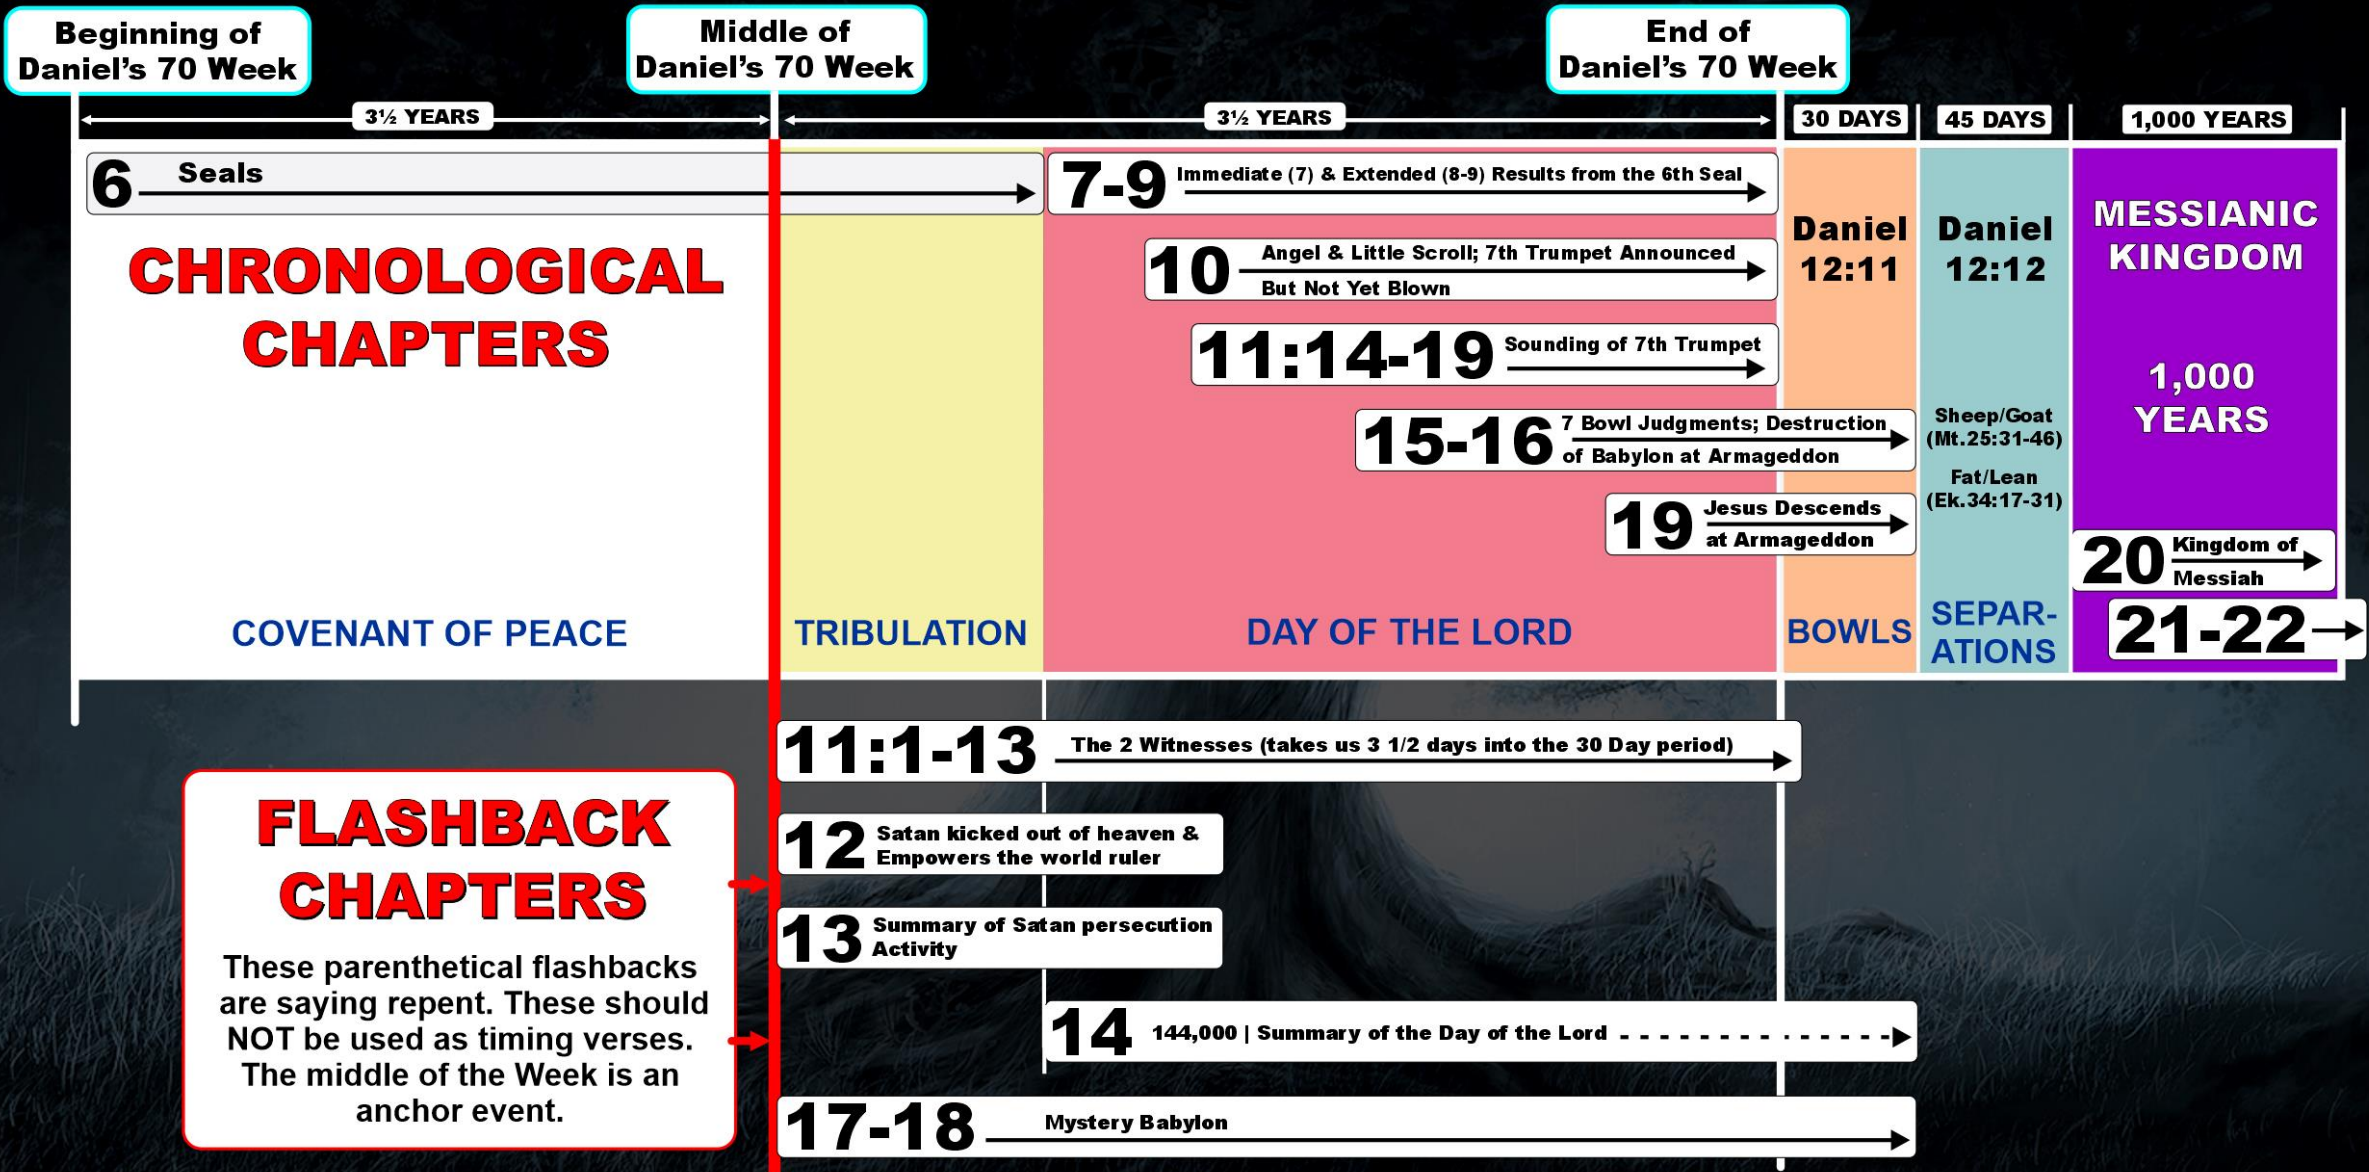 Beginning of
Daniel's 70 Week
Middle of
Daniel's 70 Week
End of
Daniel's 70 Week
3½ YEARS
3½ YEARS
30 DAYS
45 DAYS
1,000 YEARS
6 Seals
7-9 Immediate (7) & Extended (8-9) Results from the 6th Seal
10 Angel & Little Scroll; 7th Trumpet Announced
But Not Yet Blown
11:14-19 Sounding of 7th Trumpet
15-16 7 Bowl Judgments; Destruction
of Babylon at Armageddon
19 Jesus Descends
at Armageddon
CHRONOLOGICAL
CHAPTERS
Daniel
12:11
Daniel
12:12
Sheep/Goat
(Mt.25:31-46)
Fat/Lean
(Ek.34:17-31)
MESSIANIC
KINGDOM
1,000
YEARS
20 Kingdom of
Messiah
21-22
COVENANT OF PEACE
TRIBULATION
DAY OF THE LORD
BOWLS
SEPAR-
ATIONS
11:1-13 The 2 Witnesses (takes us 3 1/2 days into the 30 Day period)
12 Satan kicked out of heaven &
Empowers the world ruler
13 Summary of Satan persecution
Activity
14 144,000 | Summary of the Day of the Lord
17-18 Mystery Babylon
FLASHBACK
CHAPTERS
These parenthetical flashbacks
are saying repent. These should
NOT be used as timing verses.
The middle of the Week is an
anchor event.